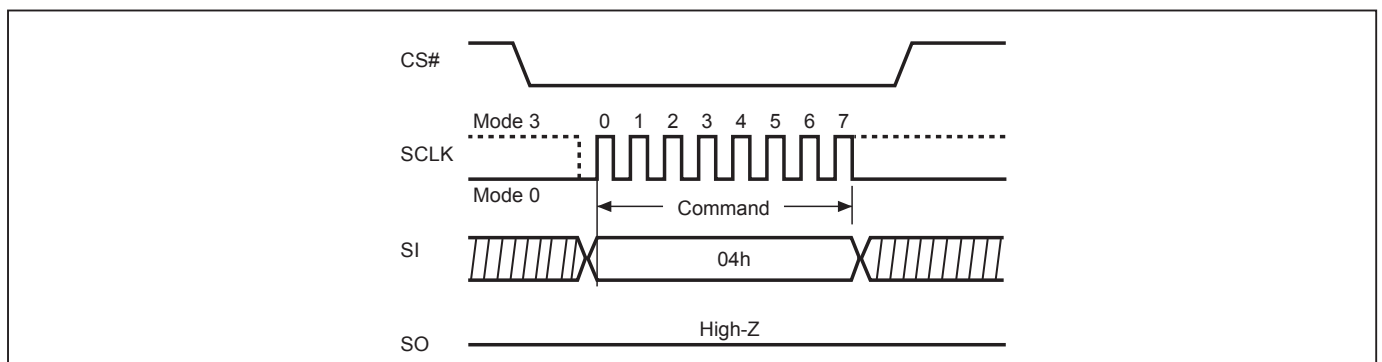 CS#
Mode 3 0 1 2 3 4 5 6 7
SCLK
Mode 0
Command
SI
04h
High-Z
SO